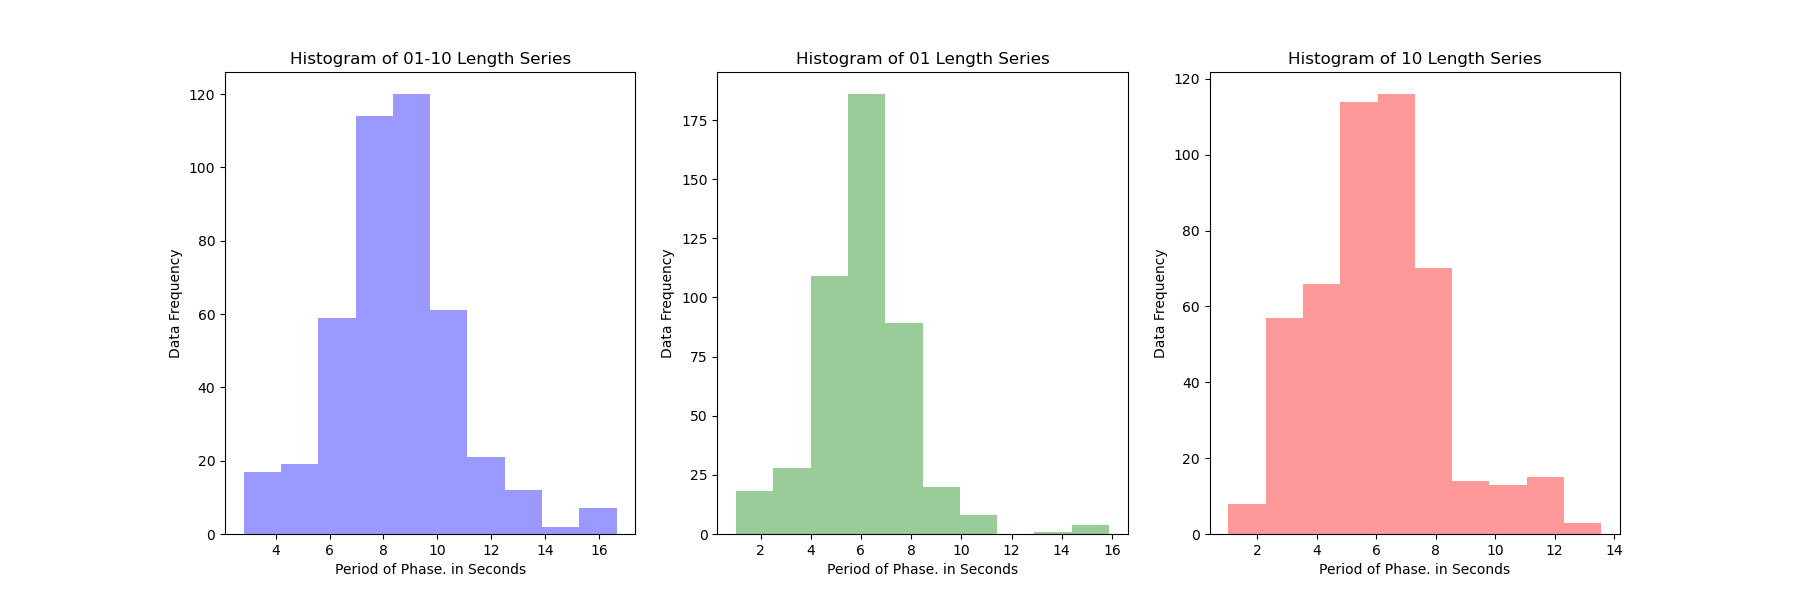 Histogram of 01-10 Length Series
Data Frequency
120
100
80
60
40
20
0
4 6 8 10 12 14 16
Period of Phase. in Seconds
Histogram of 01 Length Series
Data Frequency
175
150
125
100
75
50
25
0
2 4 6 8 10 12 14 16
Period of Phase. in Seconds
Histogram of 10 Length Series
Data Frequency
120
100
80
60
40
20
0
2 4 6 8 10 12 14
Period of Phase. in Seconds